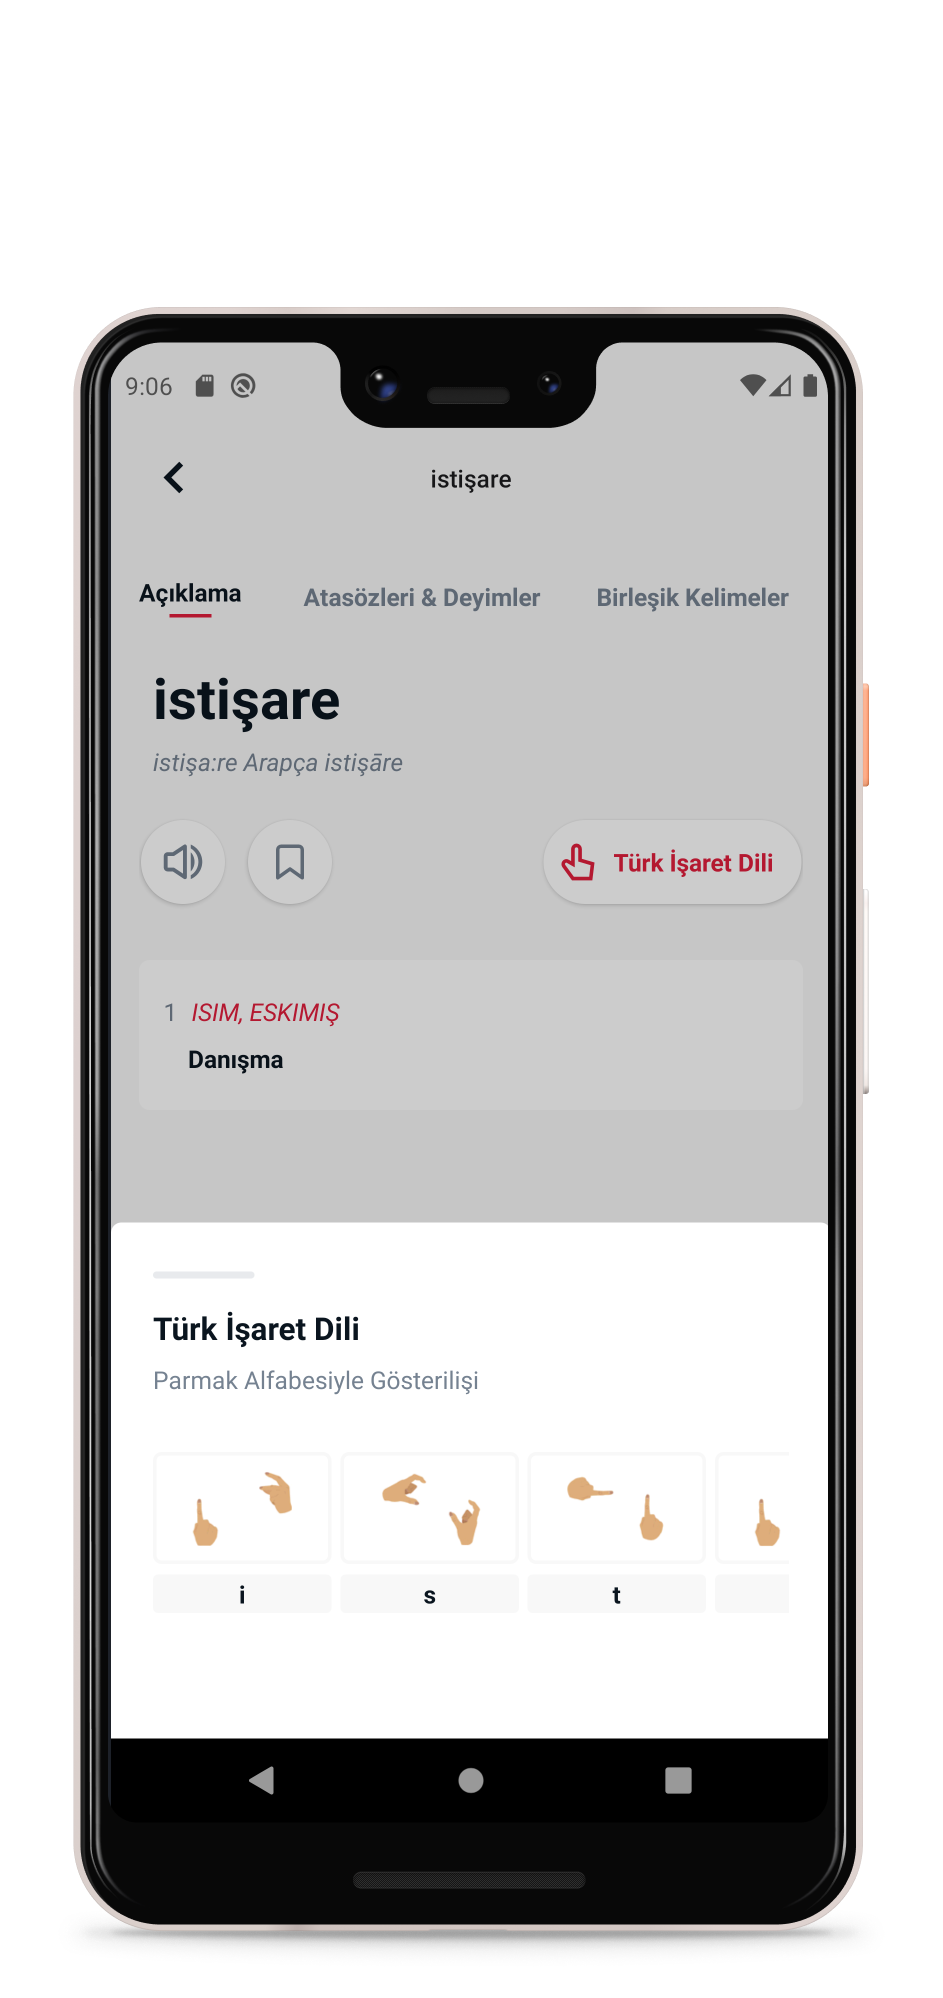 9:06
istişare
Açıklama Atasözleri & Deyimler Birleşik Kelimeler
istişare
istişa:re Arapça istişāre
Türk İşaret Dili
1 ISIM, ESKIMIŞ
Danışma
Türk İşaret Dili
Parmak Alfabesiyle Gösterilişi
i s t